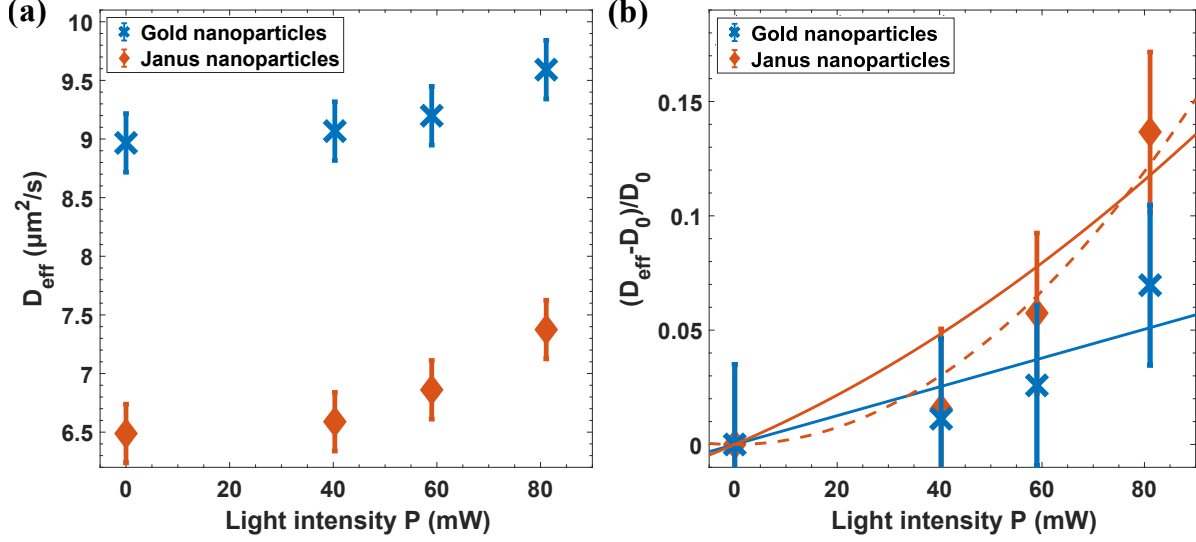 (a)
Gold nanoparticles
Janus nanoparticles
10
9.5
9
8.5
8
7.5
7
6.5
D_eff (µm²/s)
0
20
40
60
80
Light intensity P (mW)
(b)
Gold nanoparticles
Janus nanoparticles
0.15
0.1
0.05
0
(D_eff-D_0)/D_0
0
20
40
60
80
Light intensity P (mW)